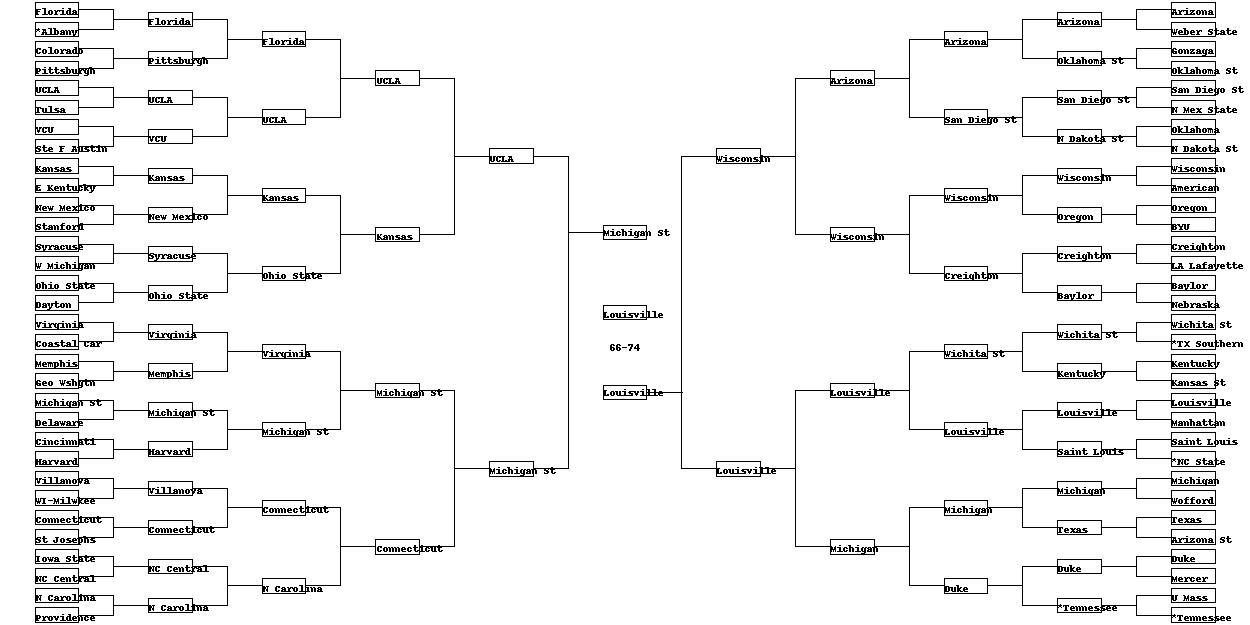 Florida
*Albany
Colorado
Pittsburgh
UCLA
Tulsa
VCU
Ste F Austin
Kansas
E Kentucky
New Mexico
Stanford
Syracuse
W Michigan
Ohio State
Dayton
Virginia
Coastal Car
Memphis
Geo Wshgtn
Michigan St
Delaware
Cincinnati
Harvard
Villanova
WI-Milwkee
Connecticut
St Josephs
Iowa State
NC Central
N Carolina
Providence
Florida
Pittsburgh
UCLA
VCU
Kansas
New Mexico
Syracuse
Ohio State
Virginia
Memphis
Michigan St
Harvard
Villanova
Connecticut
NC Central
N Carolina
Florida
UCLA
Kansas
Ohio State
Virginia
Michigan St
Connecticut
N Carolina
UCLA
Kansas
Michigan St
Connecticut
UCLA
Michigan St
Michigan St
Louisville
66-74
Louisville
Wisconsin
Louisville
Arizona
Wisconsin
Louisville
Michigan
Arizona
San Diego St
Wisconsin
Creighton
Wichita St
Louisville
Michigan
Duke
Arizona
Oklahoma St
San Diego St
N Dakota St
Wisconsin
Oregon
Creighton
Baylor
Wichita St
Kentucky
Louisville
Saint Louis
Michigan
Texas
Duke
*Tennessee
Arizona
Weber State
Gonzaga
Oklahoma St
San Diego St
N Mex State
Oklahoma
N Dakota St
Wisconsin
American
Oregon
BYU
Creighton
LA Lafayette
Baylor
Nebraska
Wichita St
*TX Southern
Kentucky
Kansas St
Louisville
Manhattan
Saint Louis
*NC State
Michigan
Wofford
Texas
Arizona St
Duke
Mercer
U Mass
*Tennessee